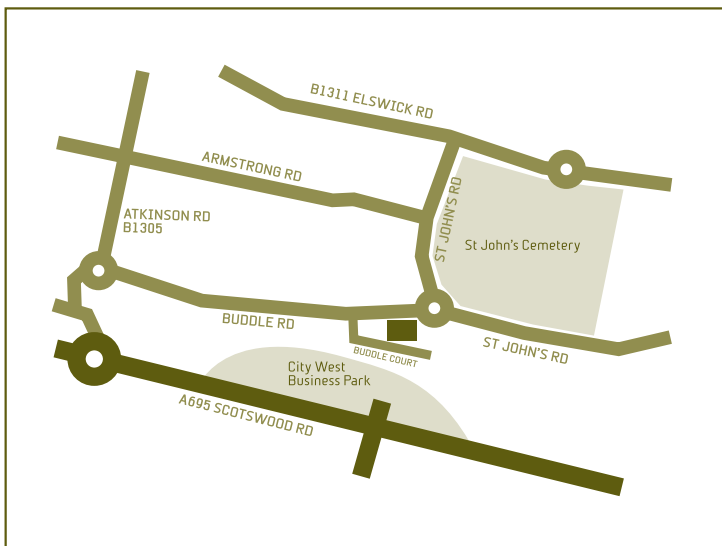 B1311 ELSWICK RD
ARMSTRONG RD
ST JOHN'S RD
ATKINSON RD
B1305
St John's Cemetery
BUDDLE RD
ST JOHN'S RD
BUDDLE COURT
City West
Business Park
A695 SCOTSWOOD RD